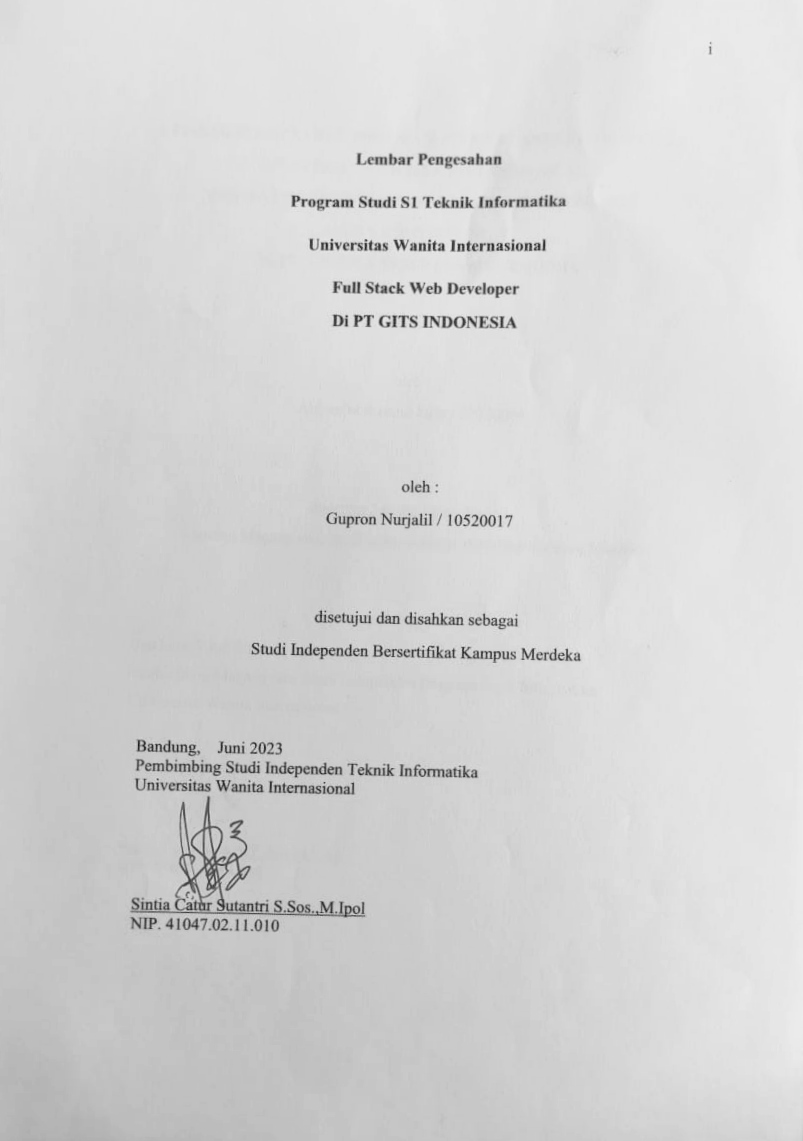 i
Lembar Pengesahan
Program Studi S1 Teknik Informatika
Universitas Wanita Internasional
Full Stack Web Developer
Di PT GITS INDONESIA
oleh :
Gupron Nurjalil / 10520017
disetujui dan disahkan sebagai
Studi Independen Bersertifikat Kampus Merdeka
Bandung, Juni 2023
Pembimbing Studi Independen Teknik Informatika
Universitas Wanita Internasional
Sintia Catur Sutantri S.Sos.,M.Ipol
NIP. 41047.02.11.010